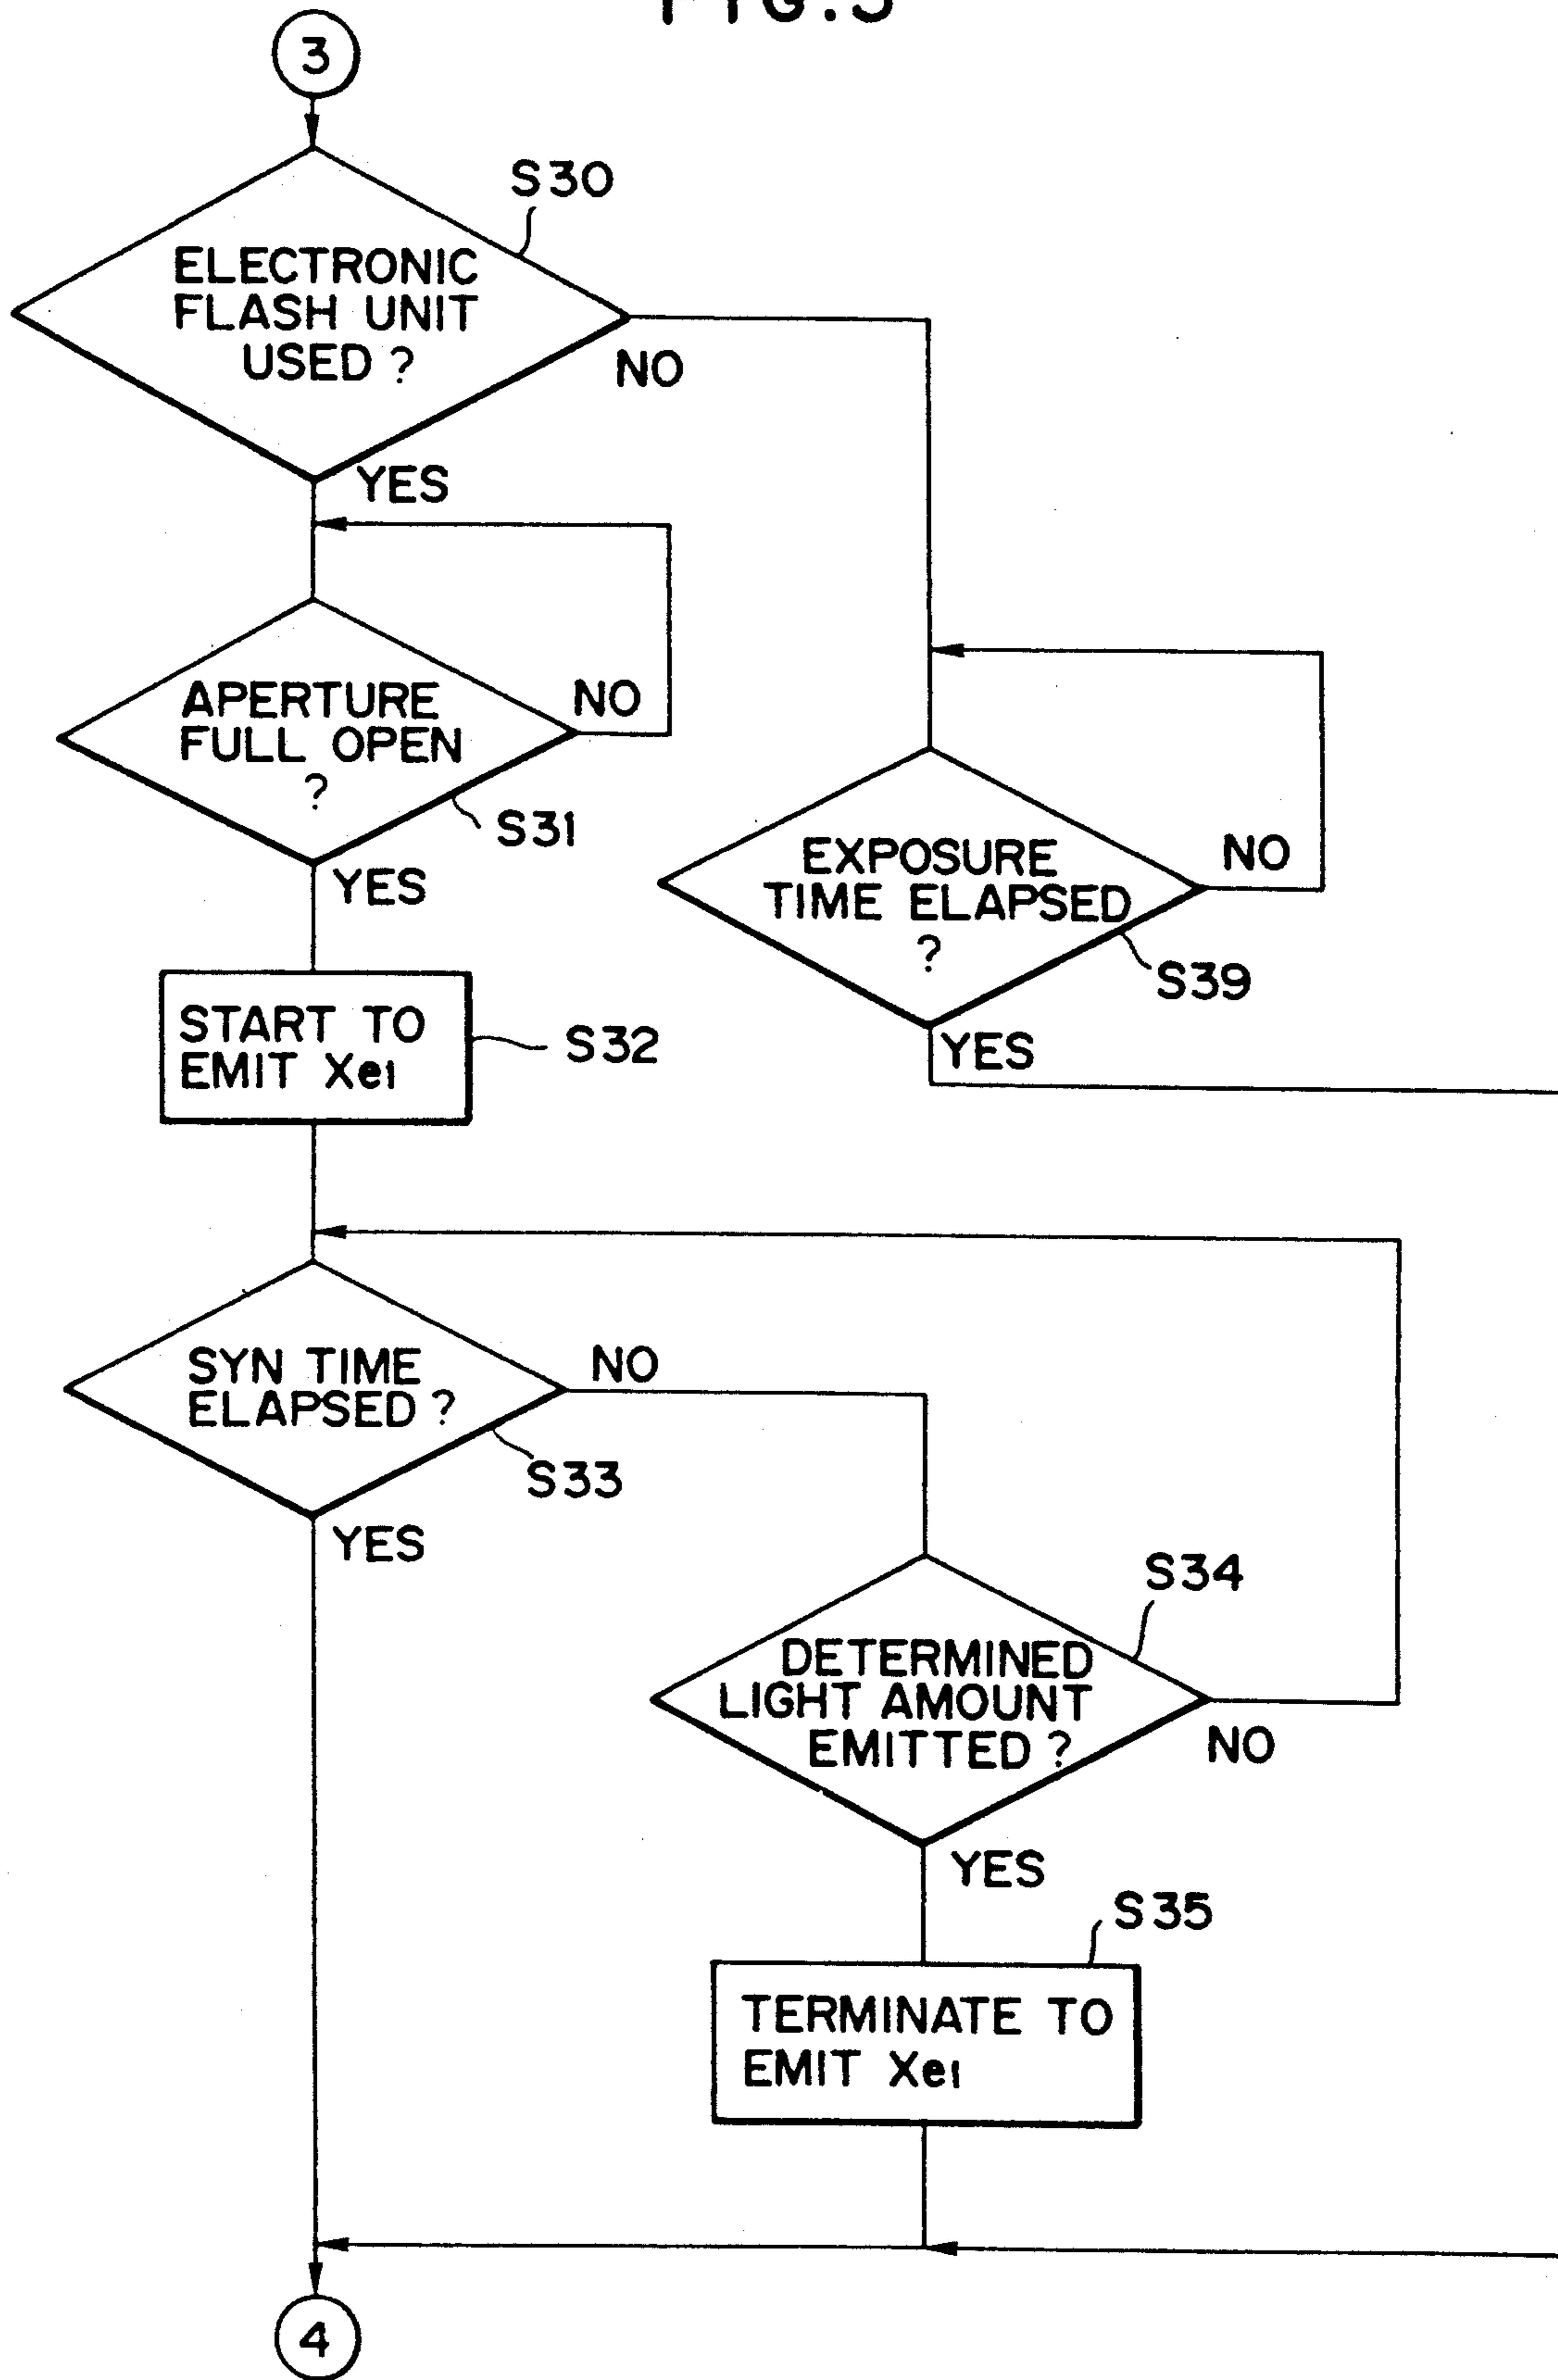 FIG.5
3
S30
ELECTRONIC
FLASH UNIT
USED ?
NO
YES
APERTURE
FULL OPEN
?
NO
S31
YES
EXPOSURE
TIME ELAPSED
?
NO
S39
YES
START TO
EMIT Xe1
S32
SYN TIME
ELAPSED ?
NO
S33
YES
S34
DETERMINED
LIGHT AMOUNT
EMITTED ?
NO
YES
S35
TERMINATE TO
EMIT Xe1
4